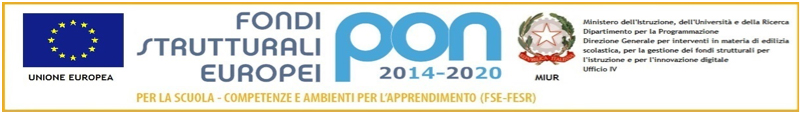 UNIONE EUROPEA
FONDI
STRUTTURALI
EUROPEI
pon
2014-2020
MIUR
Ministero dell'Istruzione, dell'Università e della Ricerca
Dipartimento per la Programmazione
Direzione Generale per interventi in materia di edilizia
scolastica, per la gestione dei fondi strutturali per
l'istruzione e per l'innovazione digitale
Ufficio IV
PER LA SCUOLA - COMPETENZE E AMBIENTI PER L'APPRENDIMENTO (FSE-FESR)